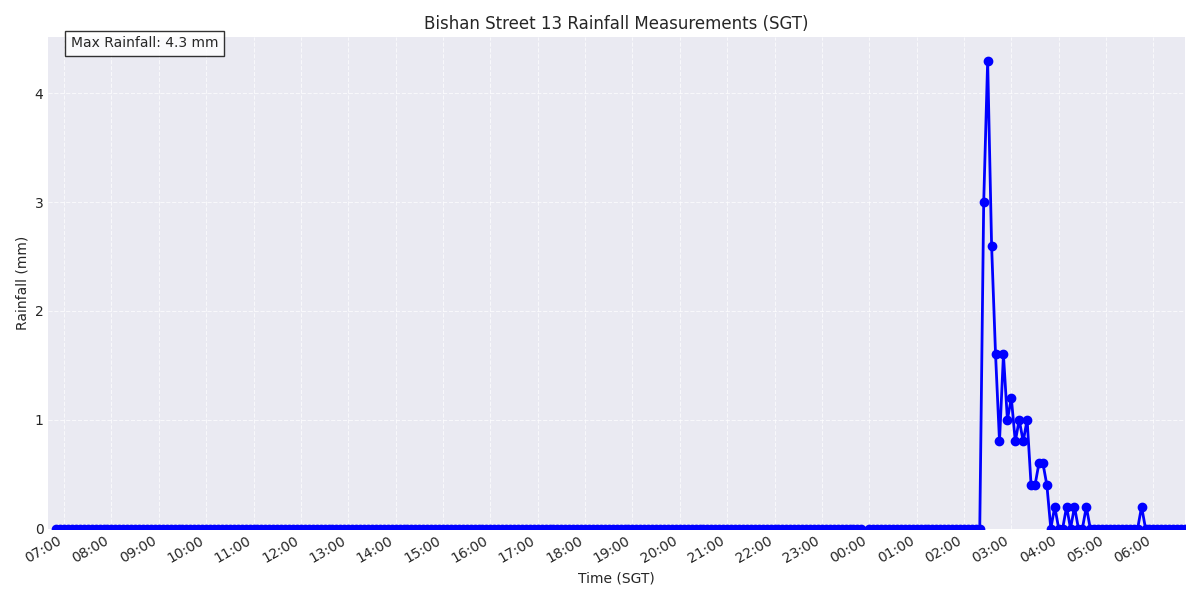 Bishan Street 13 Rainfall Measurements (SGT)
Max Rainfall: 4.3 mm
4
3
2
1
0
Rainfall (mm)
07:00 08:00 09:00 10:00 11:00 12:00 13:00 14:00 15:00 16:00 17:00 18:00 19:00 20:00 21:00 22:00 23:00 00:00 01:00 02:00 03:00 04:00 05:00 06:00
Time (SGT)